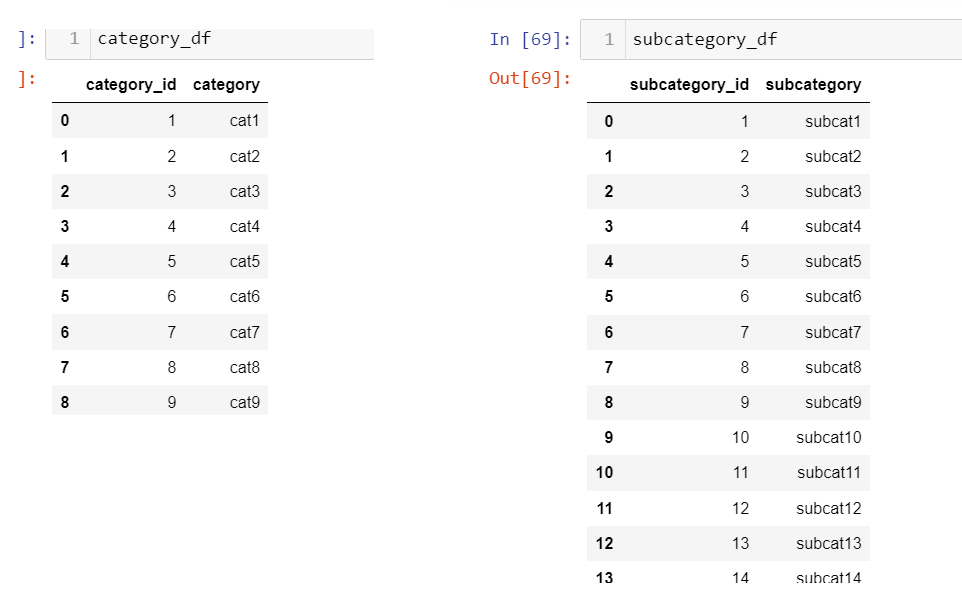 ]: 1 category_df
]:
category_id category
0 1 cat1
1 2 cat2
2 3 cat3
3 4 cat4
4 5 cat5
5 6 cat6
6 7 cat7
7 8 cat8
8 9 cat9
In [69]: 1 subcategory_df
Out[69]:
subcategory_id subcategory
0 1 subcat1
1 2 subcat2
2 3 subcat3
3 4 subcat4
4 5 subcat5
5 6 subcat6
6 7 subcat7
7 8 subcat8
8 9 subcat9
9 10 subcat10
10 11 subcat11
11 12 subcat12
12 13 subcat13
13 14 subcat14